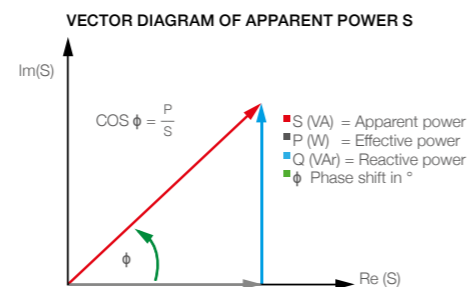 VECTOR DIAGRAM OF APPARENT POWER S
Im(S)
COS ϕ = P/S
S (VA) = Apparent power
P (W) = Effective power
Q (VAr) = Reactive power
ϕ Phase shift in °
ϕ
Re (S)